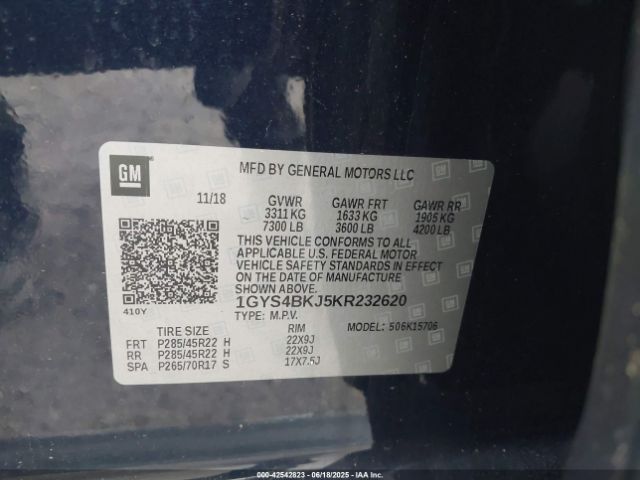 GM
MFD BY GENERAL MOTORS LLC
11/18 GVWR GAWR FRT GAWR RR
3311 KG 1633 KG 1905 KG
7300 LB 3600 LB 4200 LB
THIS VEHICLE CONFORMS TO ALL
APPLICABLE U.S. FEDERAL MOTOR
VEHICLE SAFETY STANDARDS IN EFFECT
ON THE DATE OF MANUFACTURE
SHOWN ABOVE.
410Y
1GYS4BKJ5KR232620
TYPE: M.P.V. MODEL: 506K15706
TIRE SIZE RIM
FRT P285/45R22 H 22X9J
RR P285/45R22 H 22X9J
SPA P265/70R17 S 17X7.5J
000-42542823 - 06/18/2025 - IAAI.COM